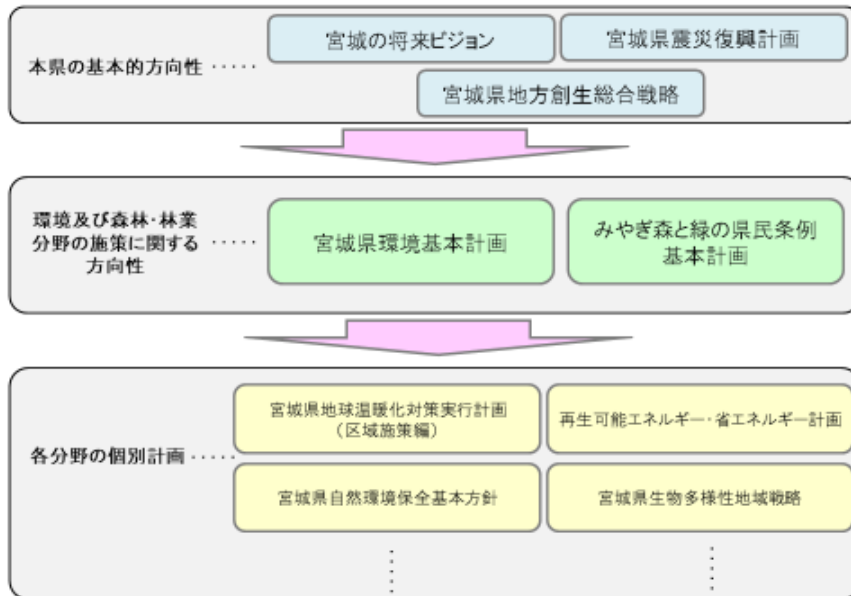 宮城の将来ビジョン
宮城県震災復興計画
本県の基本的方向性 ‥‥‥
宮城県地方創生総合戦略
環境及び森林・林業
分野の施策に関する ‥‥‥
方向性
宮城県環境基本計画
みやぎ森と緑の県民条例
基本計画
宮城県地球温暖化対策実行計画
(区域施策編)
再生可能エネルギー・省エネルギー計画
各分野の個別計画 ‥‥‥
宮城県自然環境保全基本方針
宮城県生物多様性地域戦略